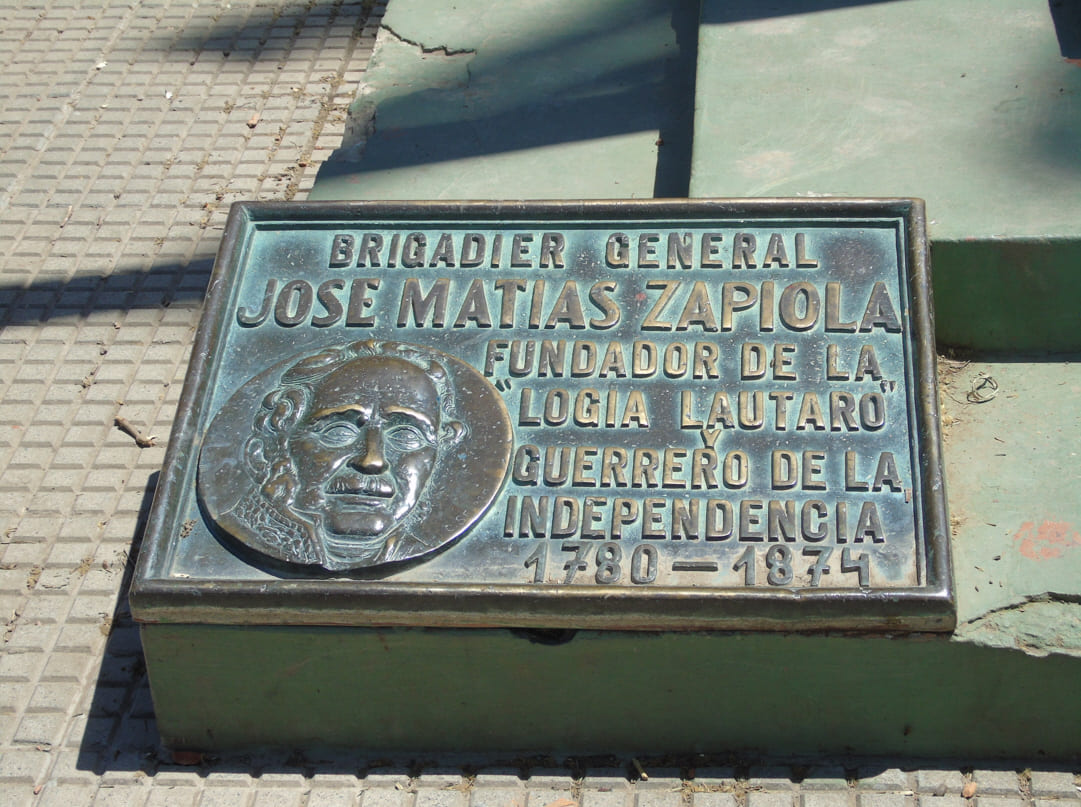 BRIGADIER GENERAL
JOSE MATIAS ZAPIOLA
FUNDADOR DE LA
"LOGIA LAUTARO"
Y
GUERRERO DE LA
INDEPENDENCIA
1780-1874